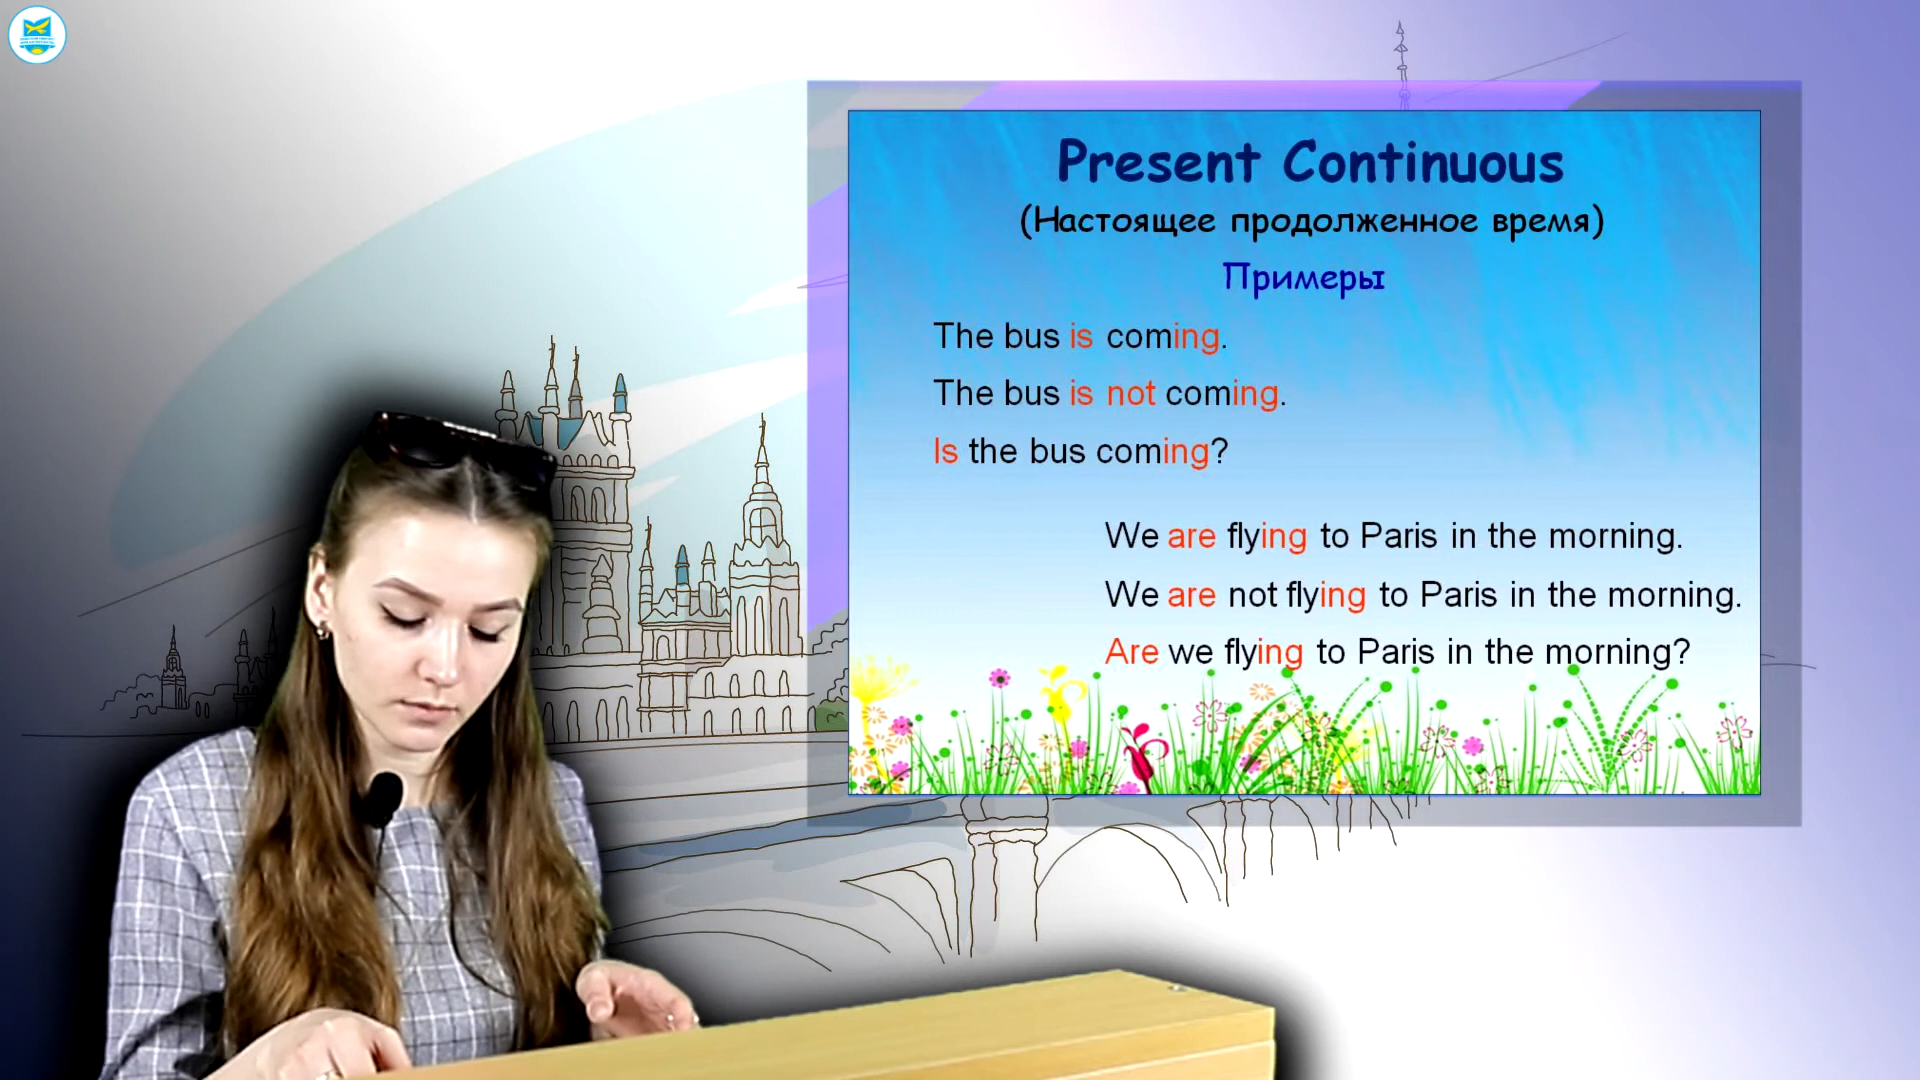 Present Continuous
(Настоящее продолженное время)
Примеры
The bus is coming.
The bus is not coming.
Is the bus coming?
We are flying to Paris in the morning.
We are not flying to Paris in the morning.
Are we flying to Paris in the morning?